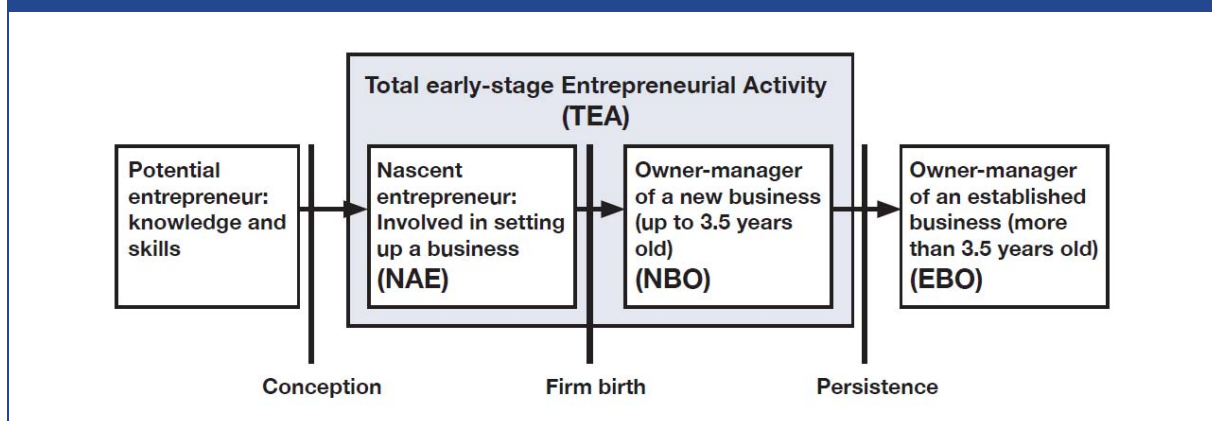 Total early-stage Entrepreneurial Activity
(TEA)
Potential
entrepreneur:
knowledge and
skills
Nascent
entrepreneur:
Involved in setting
up a business
(NAE)
Owner-manager
of a new business
(up to 3.5 years
old)
(NBO)
Owner-manager
of an established
business (more
than 3.5 years old)
(EBO)
Conception
Firm birth
Persistence